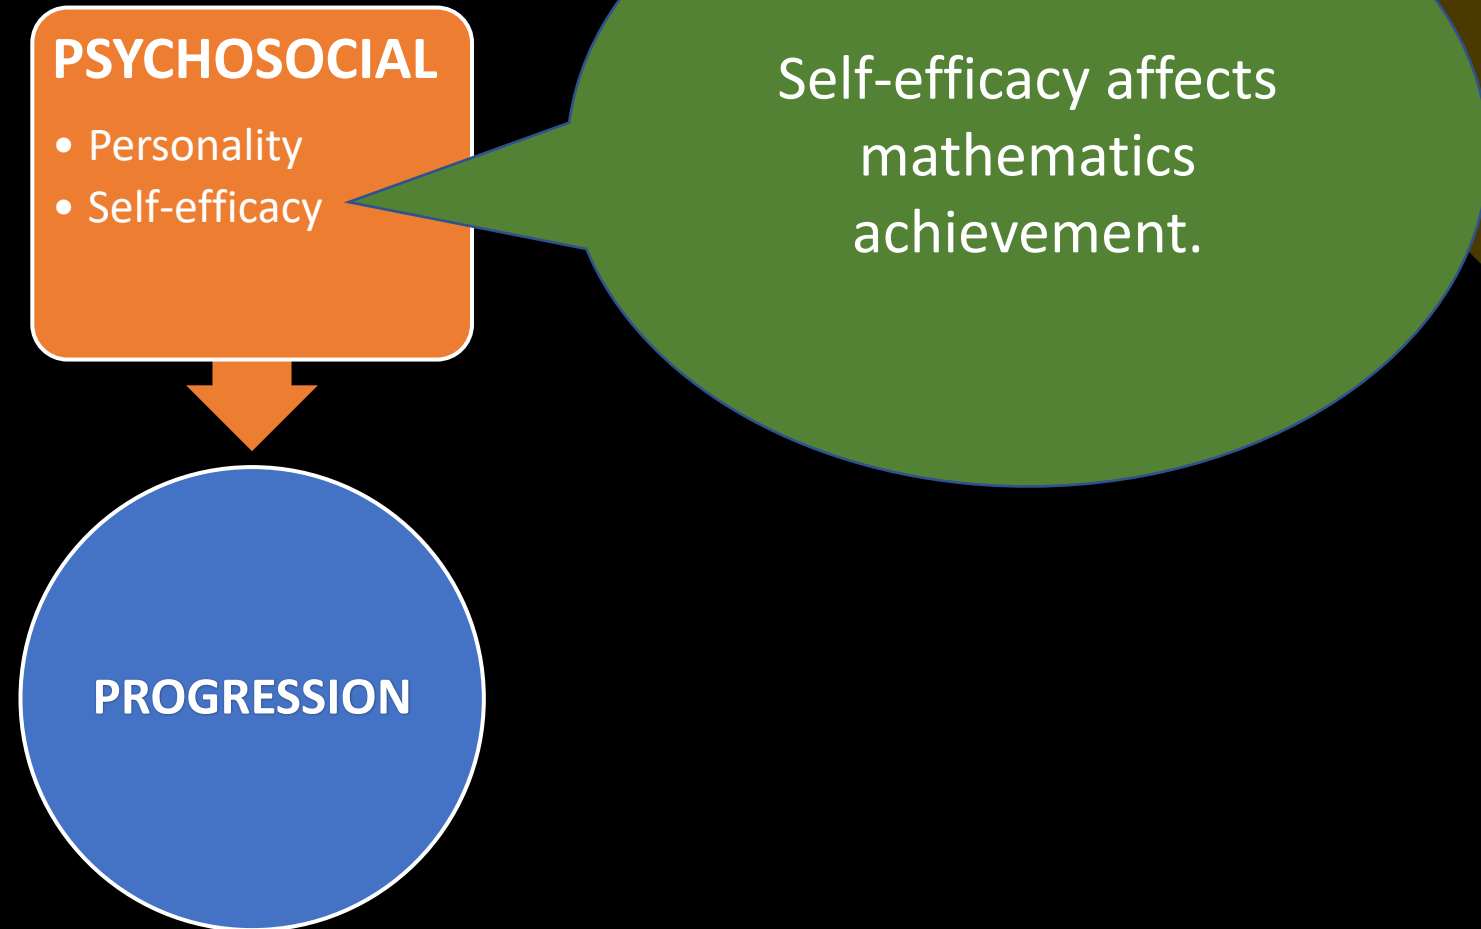 PSYCHOSOCIAL
• Personality
• Self-efficacy
Self-efficacy affects
mathematics
achievement.
PROGRESSION